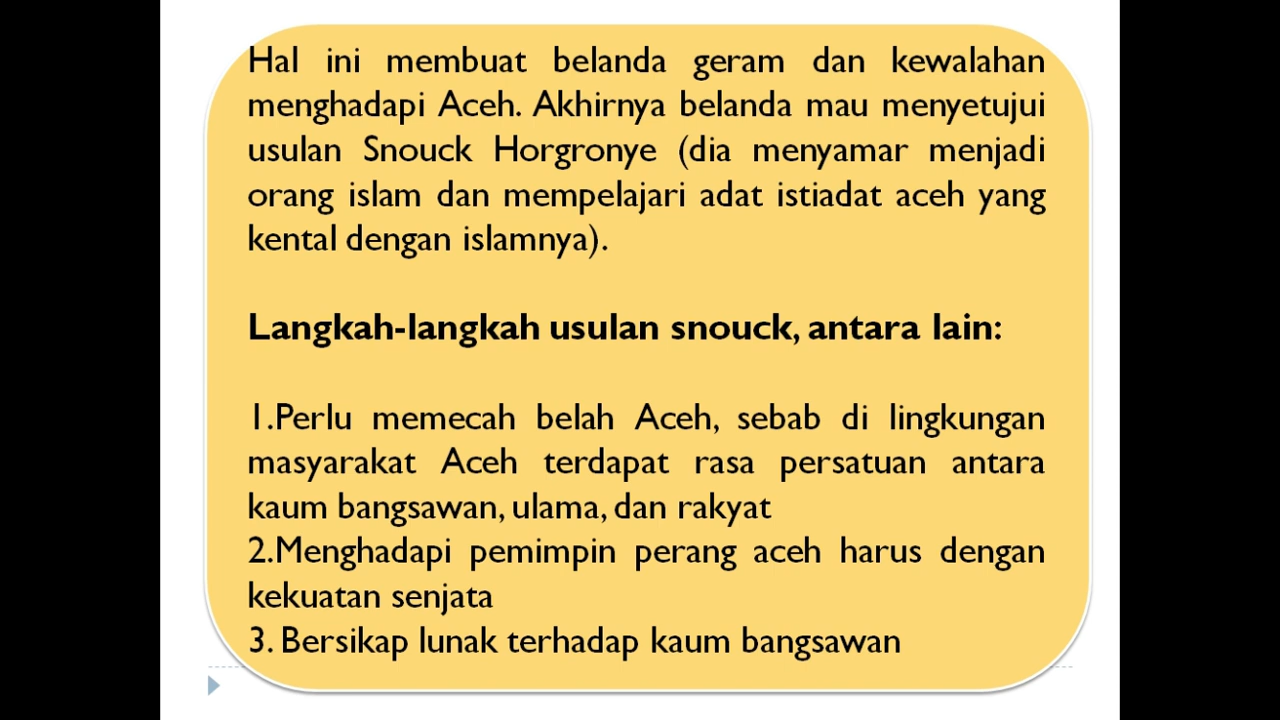 Hal ini membuat belanda geram dan kewalahan
menghadapi Aceh. Akhirnya belanda mau menyetujui
usulan Snouck Horgronye (dia menyamar menjadi
orang islam dan mempelajari adat istiadat aceh yang
kental dengan islamnya).
Langkah-langkah usulan snouck, antara lain:
1.Perlu memecah belah Aceh, sebab di lingkungan
masyarakat Aceh terdapat rasa persatuan antara
kaum bangsawan, ulama, dan rakyat
2.Menghadapi pemimpin perang aceh harus dengan
kekuatan senjata
3. Bersikap lunak terhadap kaum bangsawan